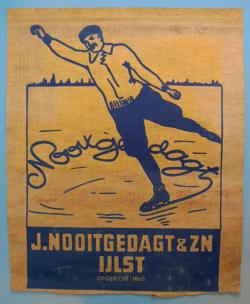 Nooitgedagt
J.NOOITGEDAGT & ZN
IJLST
OPGERICHT 1865